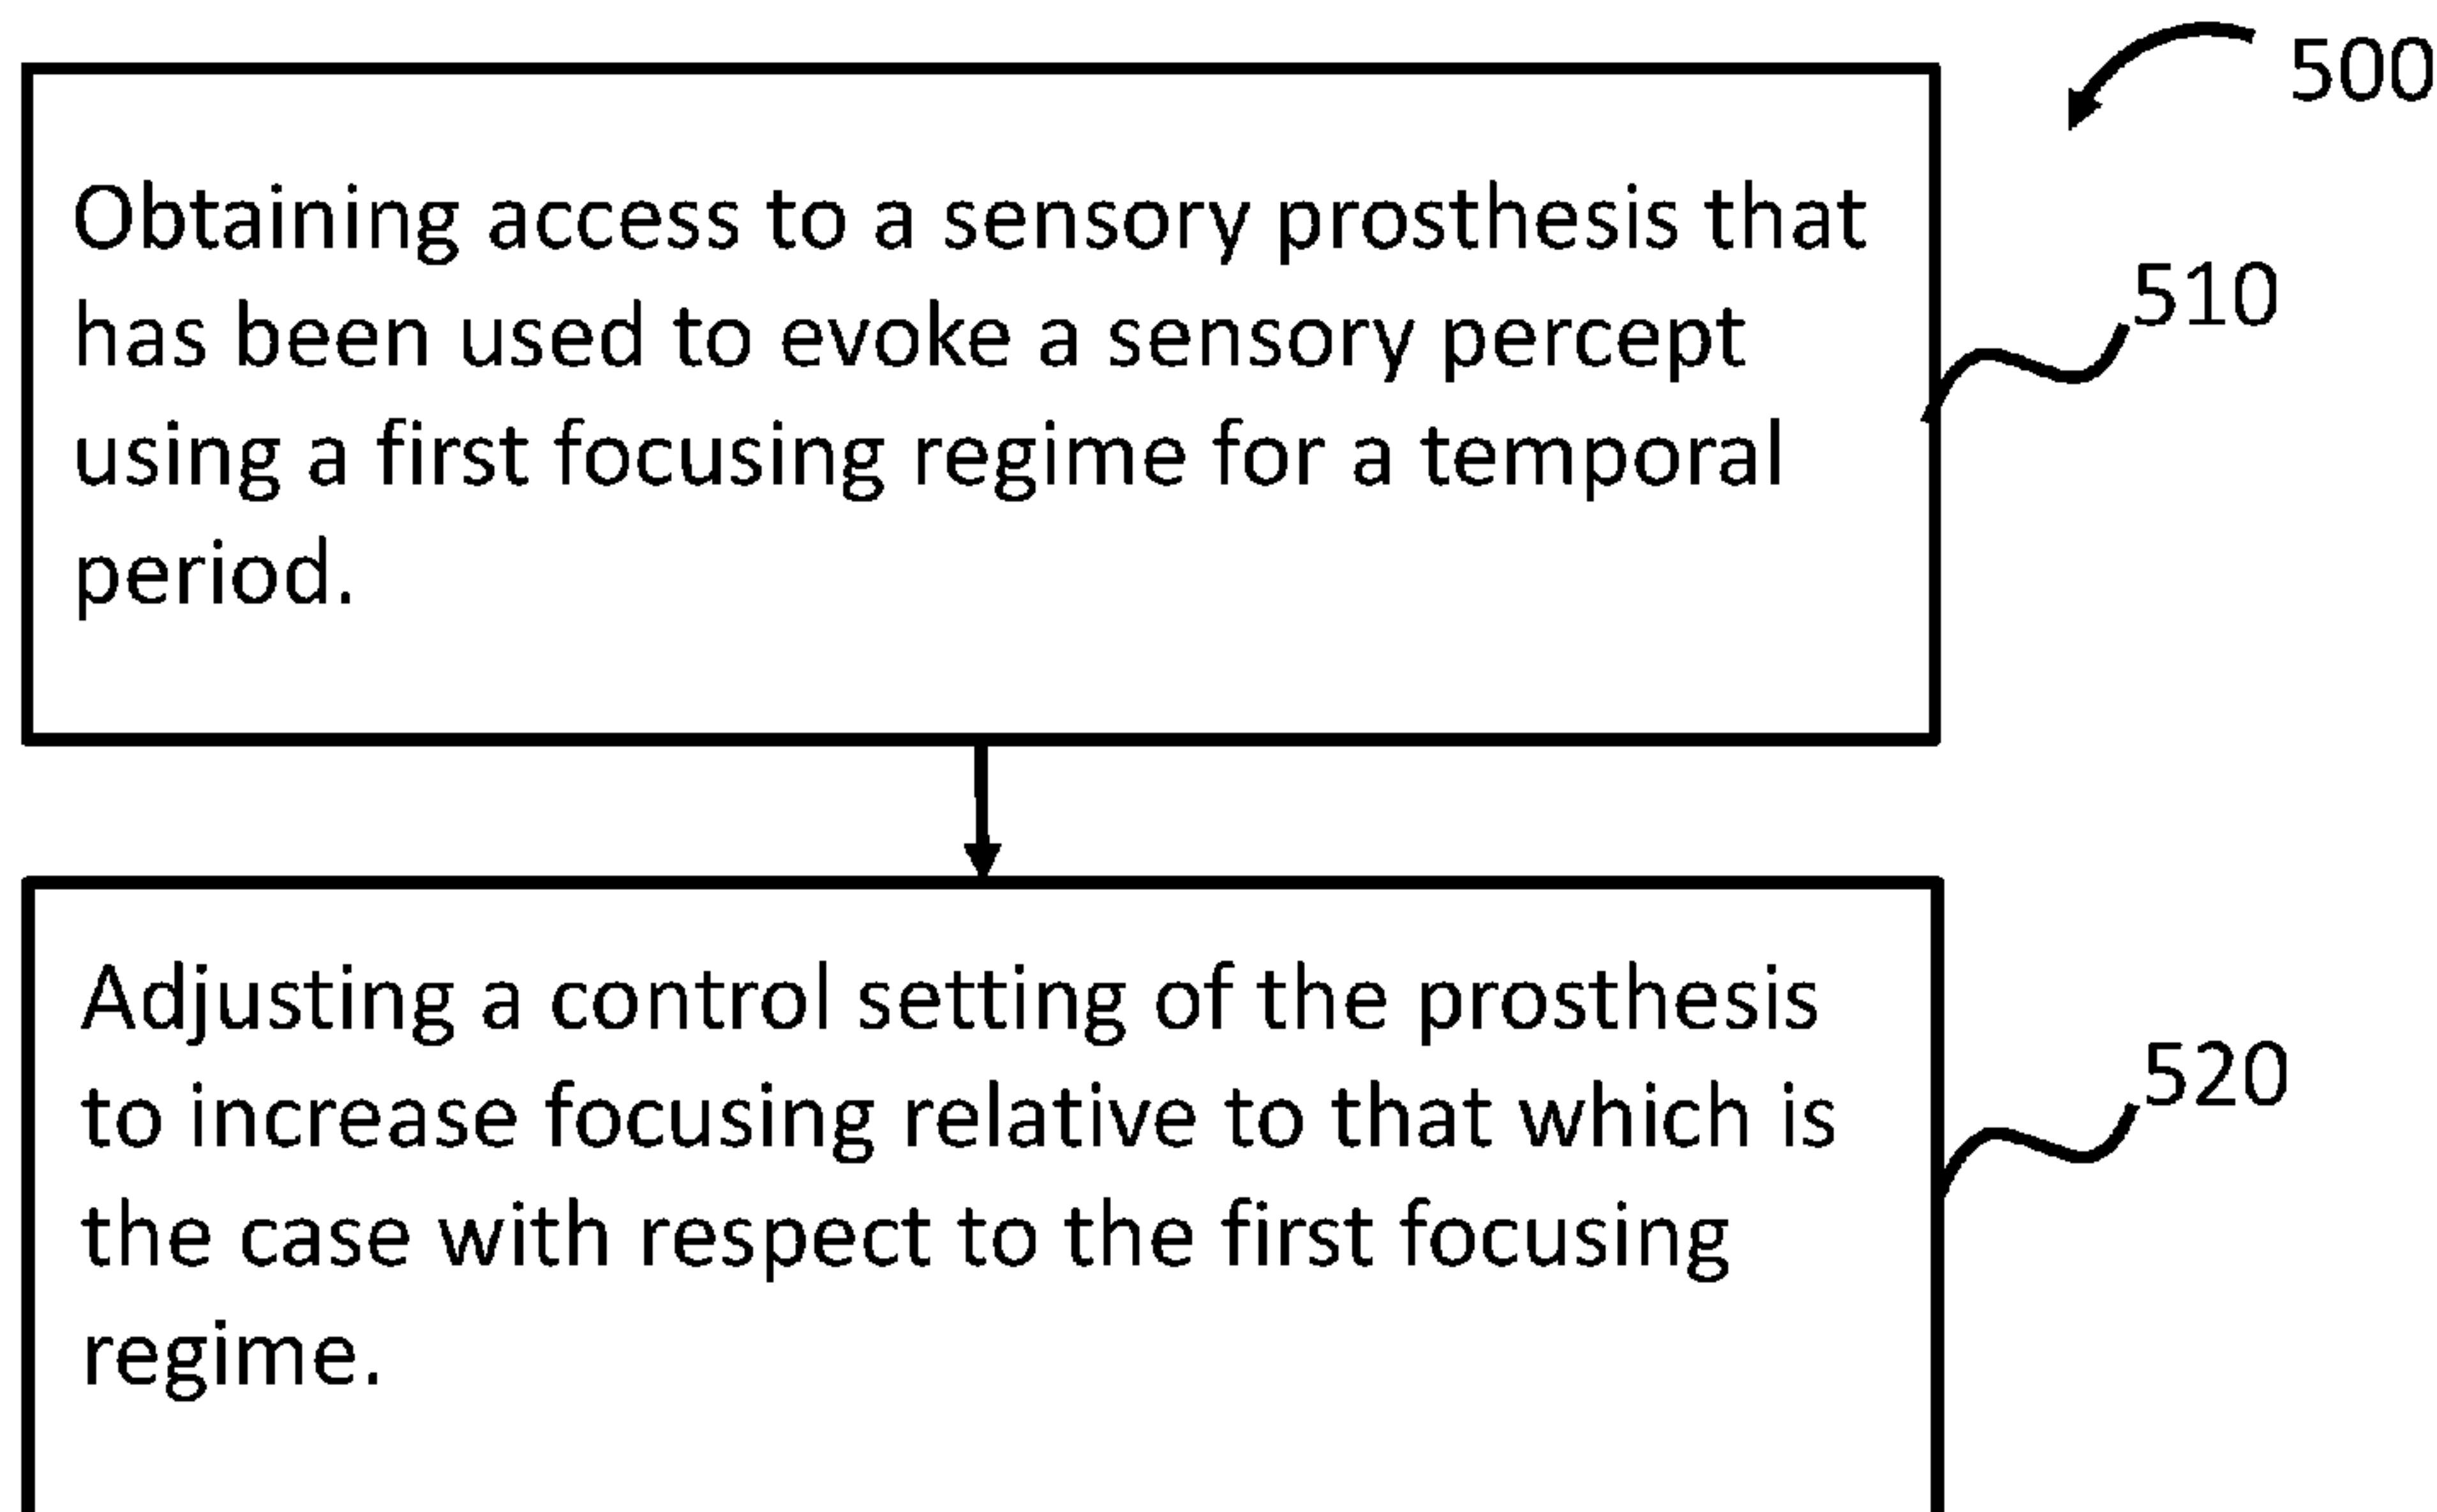 500
Obtaining access to a sensory prosthesis that
has been used to evoke a sensory percept
using a first focusing regime for a temporal
period.
510
Adjusting a control setting of the prosthesis
to increase focusing relative to that which is
the case with respect to the first focusing
regime.
520